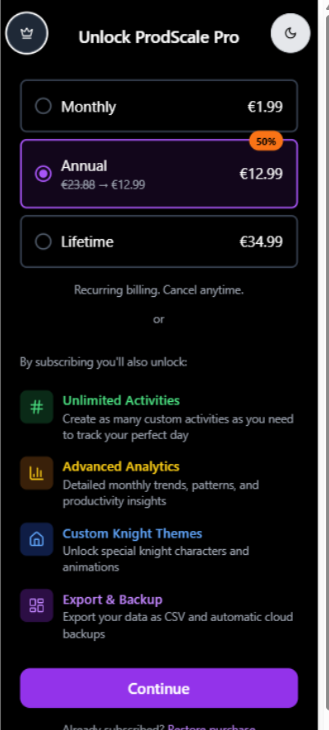 Unlock ProdScale Pro
Monthly
€1.99
50%
Annual
€23.88 → €12.99
€12.99
Lifetime
€34.99
Recurring billing. Cancel anytime.
or
By subscribing you'll also unlock:
Unlimited Activities
Create as many custom activities as you need
to track your perfect day
Advanced Analytics
Detailed monthly trends, patterns, and
productivity insights
Custom Knight Themes
Unlock special knight characters and
animations
Export & Backup
Export your data as CSV and automatic cloud
backups
Continue
Already subscribed? Restore purchase